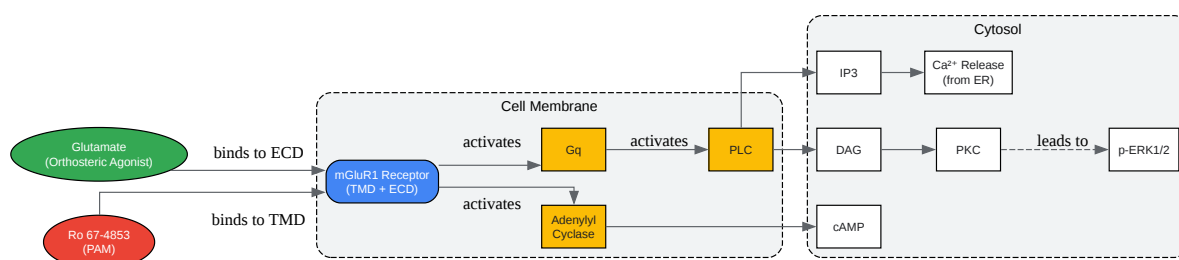 Cytosol
IP3
Ca²⁺ Release
(from ER)
Cell Membrane
Glutamate
(Orthosteric Agonist)
binds to ECD
mGluR1 Receptor
(TMD + ECD)
activates
Gq
activates
PLC
DAG
PKC
leads to
p-ERK1/2
Ro 67-4853
(PAM)
binds to TMD
activates
Adenylyl
Cyclase
cAMP